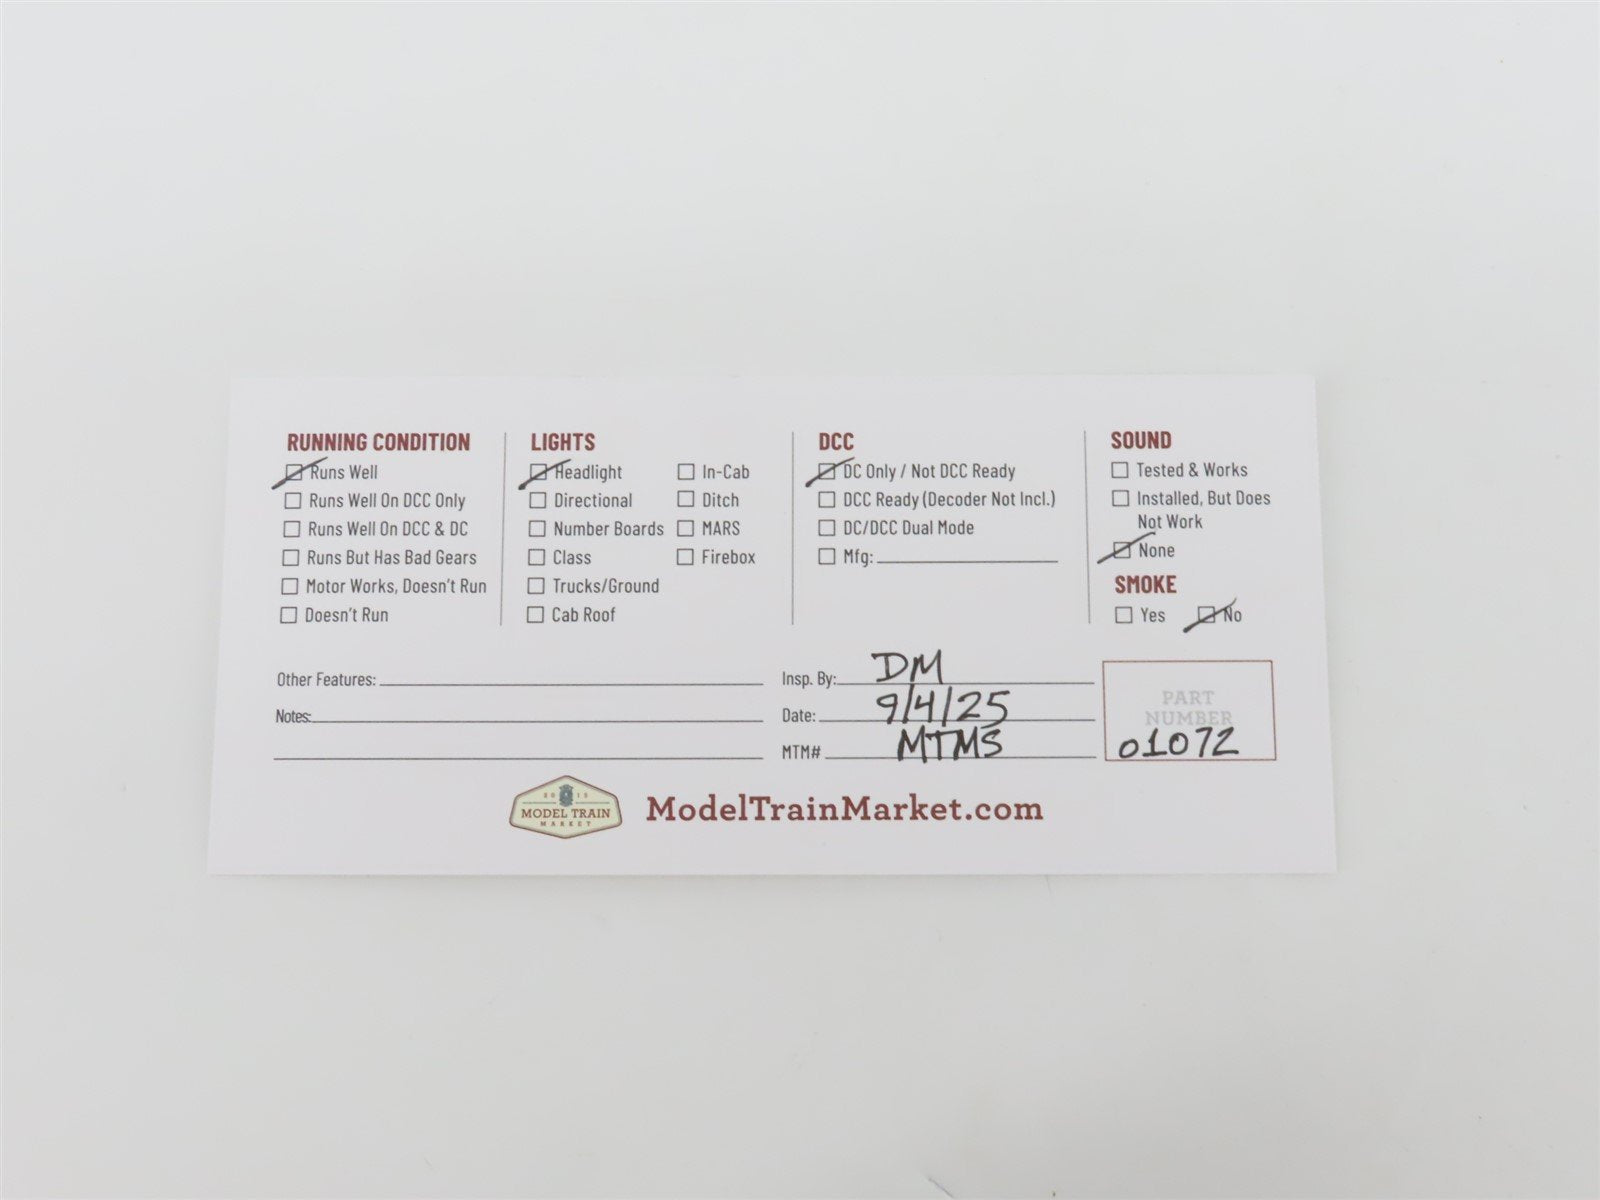 RUNNING CONDITION
Runs Well
Runs Well On DCC Only
Runs Well On DCC & DC
Runs But Has Bad Gears
Motor Works, Doesn't Run
Doesn't Run
LIGHTS
Headlight
Directional
Number Boards
Class
Trucks/Ground
Cab Roof
In-Cab
Ditch
MARS
Firebox
DCC
DC Only / Not DCC Ready
DCC Ready (Decoder Not Incl.)
DC/DCC Dual Mode
Mfg:
SOUND
Tested & Works
Installed, But Does
Not Work
None
SMOKE
Yes No
Other Features:
Notes:
Insp. By: DM
Date: 9/4/25
MTM# MTMS
PART
NUMBER
01072
2015
MODEL TRAIN
MARKET
ModelTrainMarket.com